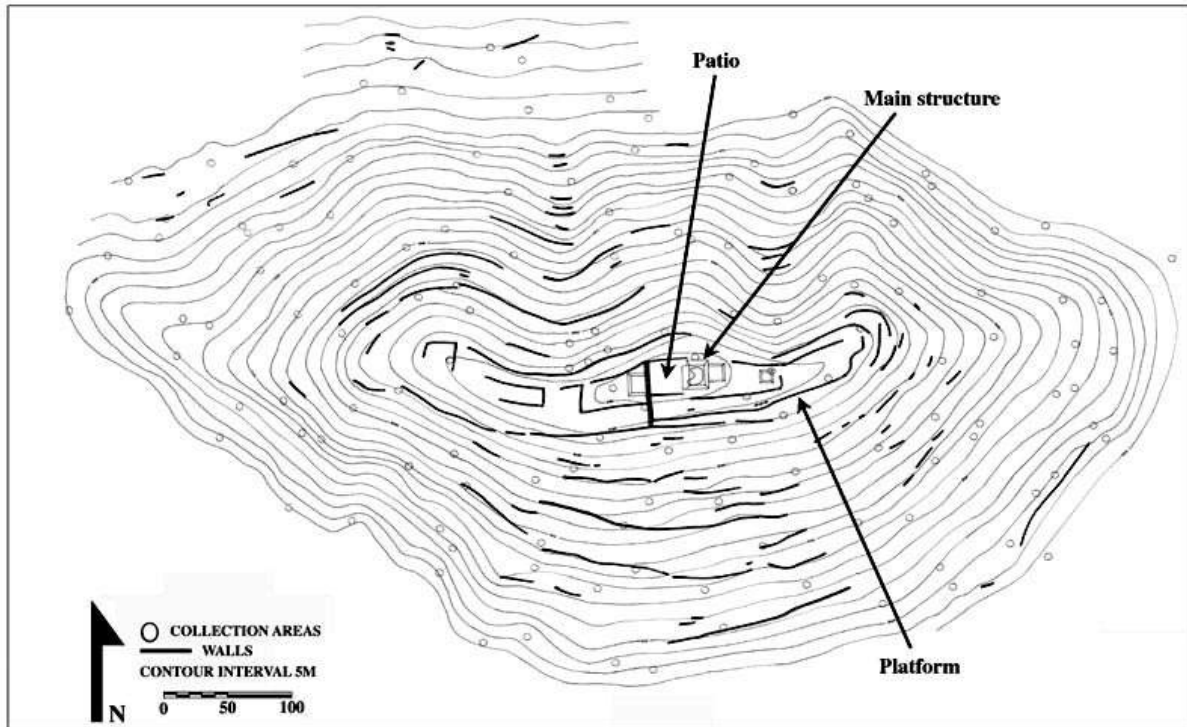 Patio
Main structure
COLLECTION AREAS
WALLS
CONTOUR INTERVAL 5M
0 50 100
N
Platform